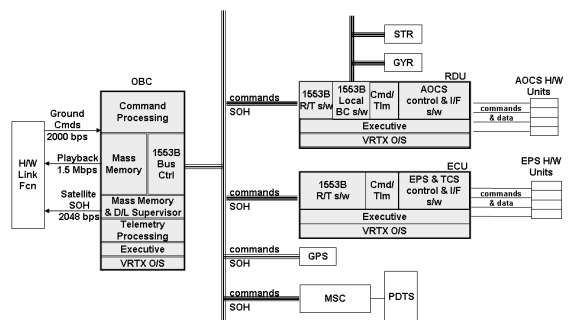 STR
GYR
OBC
RDU
AOCS H/W
Units
Command
Processing
Ground
Cmds
2000 bps
H/W
Link
Fcn
Playback
1.5 Mbps
Mass
Memory
1553B
Bus
Ctrl
Satellite
SOH
2048 bps
Mass Memory
& D/L Supervisor
Telemetry
Processing
Executive
VRTX O/S
commands
SOH
1553B
R/T s/w
1553B
Local
BC s/w
Cmd/
Tlm
AOCS
control & I/F
s/w
Executive
VRTX O/S
commands
& data
ECU
EPS H/W
Units
commands
SOH
1553B
R/T s/w
Cmd/
Tlm
EPS & TCS
control & I/F
s/w
Executive
VRTX O/S
commands
& data
commands
SOH
GPS
commands
SOH
MSC
PDTS